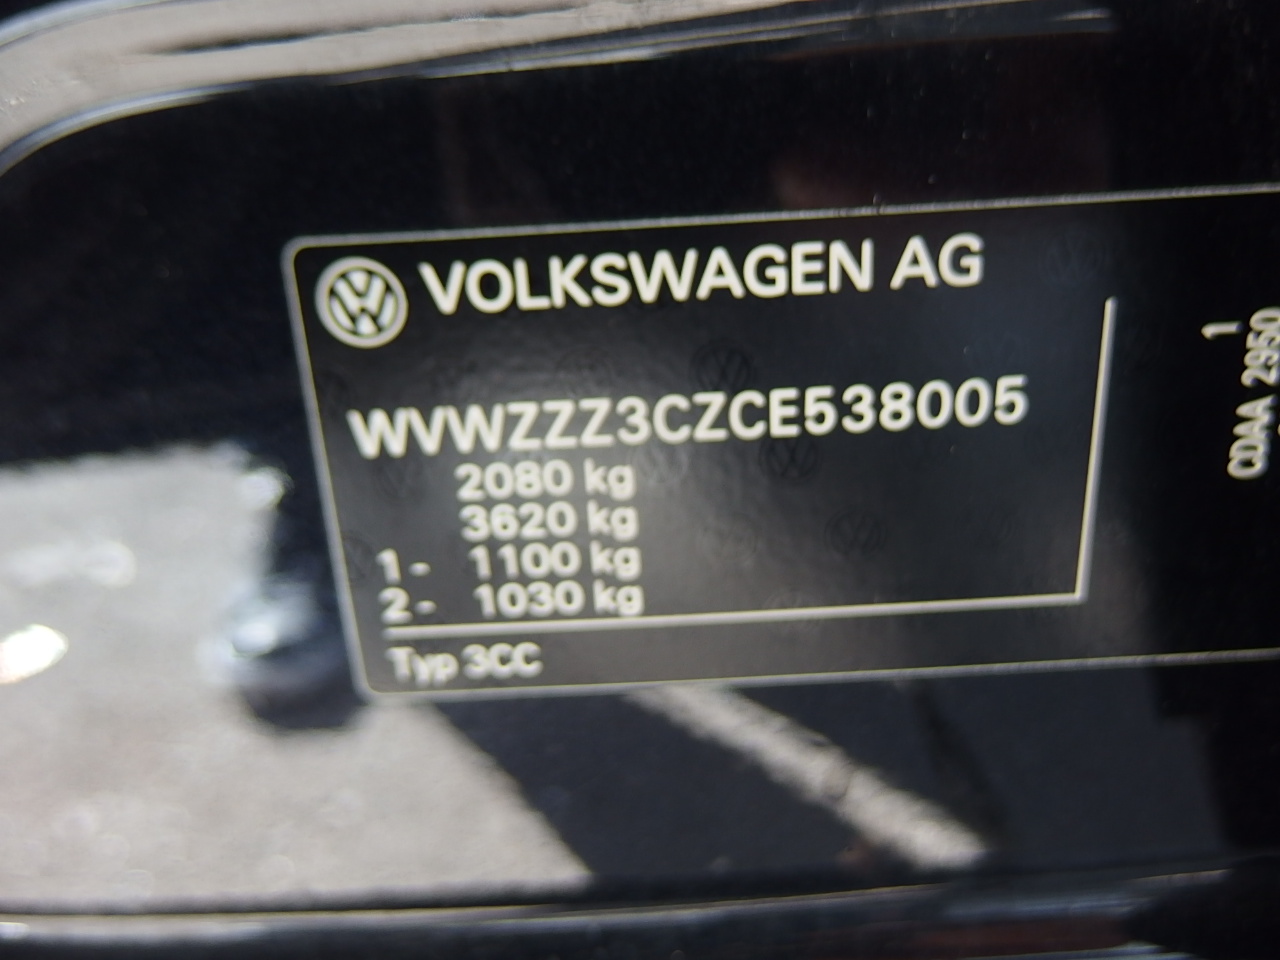 VOLKSWAGEN AG
WVWZZZ3CZCE538005
2080 kg
3620 kg
1- 1100 kg
2- 1030 kg
Typ 3CC
1
CDAA 2950